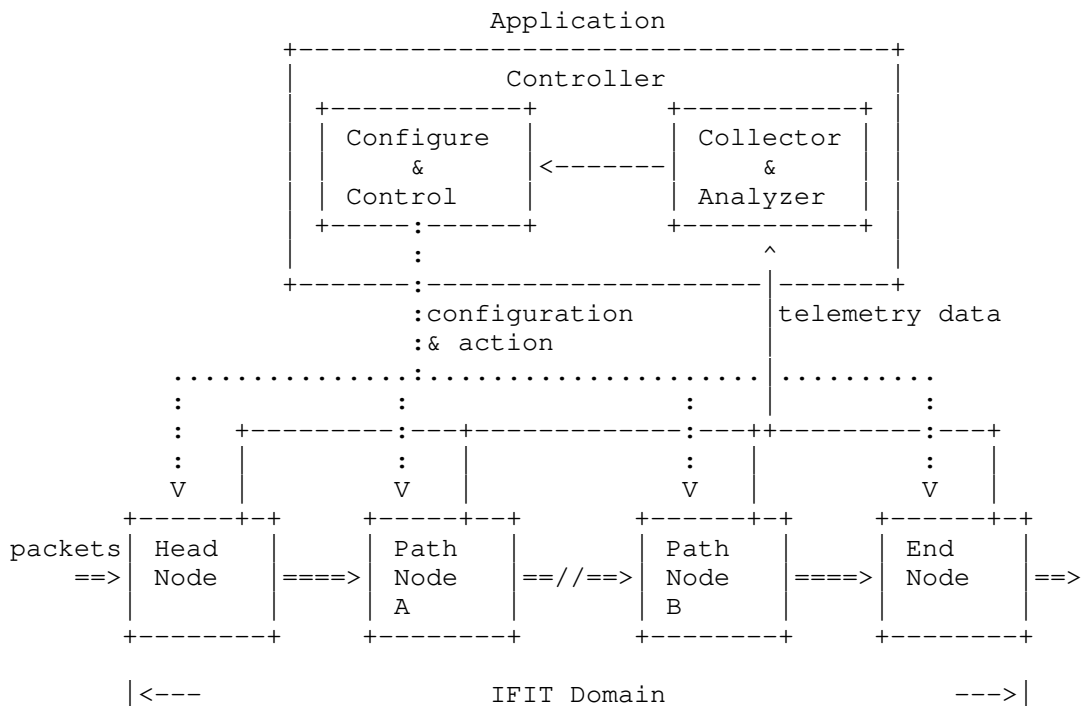 Application
Controller
Configure Collector
& &
Control Analyzer
configuration telemetry data
& action
packets Head Path Path End
Node Node Node Node
A B
IFIT Domain